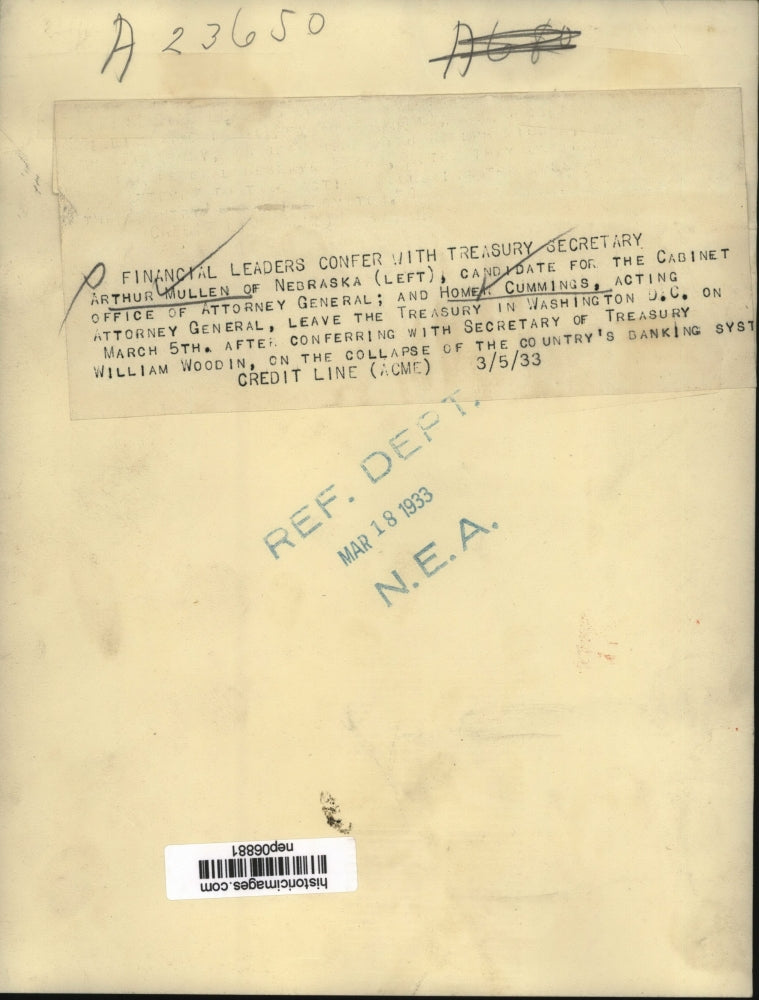 A 23650
FINANCIAL LEADERS CONFER WITH TREASURY SECRETARY
ARTHUR MULLEN OF NEBRASKA (LEFT), CANDIDATE FOR THE CABINET
OFFICE OF ATTORNEY GENERAL; AND HOMER CUMMINGS, ACTING
ATTORNEY GENERAL, LEAVE THE TREASURY IN WASHINGTON D.C. ON
MARCH 5TH. AFTER CONFERRING WITH SECRETARY OF TREASURY
WILLIAM WOODIN, ON THE COLLAPSE OF THE COUNTRY'S BANKING SYST
CREDIT LINE (ACME) 3/5/33
REF. DEPT.
MAR 18 1933
N.E.A.
historicimages.com
nep06881